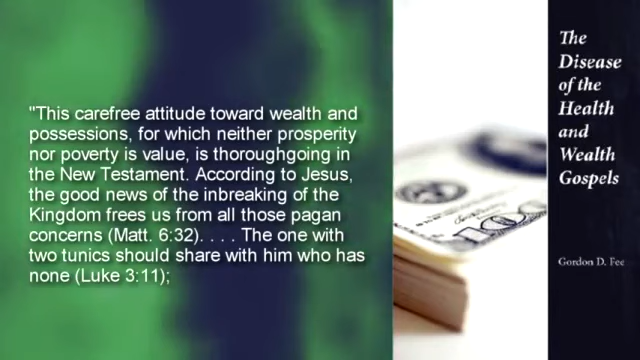 "This carefree attitude toward wealth and
possessions, for which neither prosperity
nor poverty is value, is thoroughgoing in
the New Testament. According to Jesus,
the good news of the inbreaking of the
Kingdom frees us from all those pagan
concerns (Matt. 6:32). . . . The one with
two tunics should share with him who has
none (Luke 3:11);
The
Disease
of the
Health
and
Wealth
Gospels
Gordon D. Fee
100